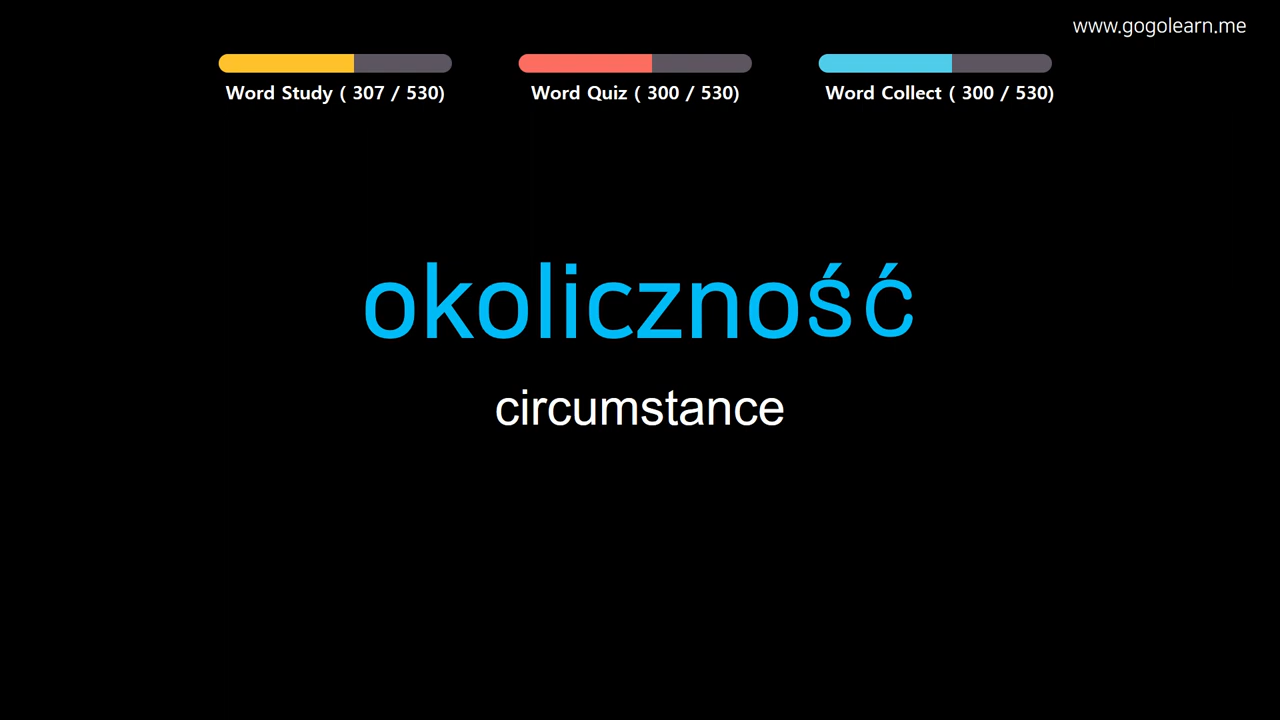 www.gogolearn.me
Word Study ( 307 / 530)
Word Quiz ( 300 / 530)
Word Collect ( 300 / 530)
okoliczność
circumstance